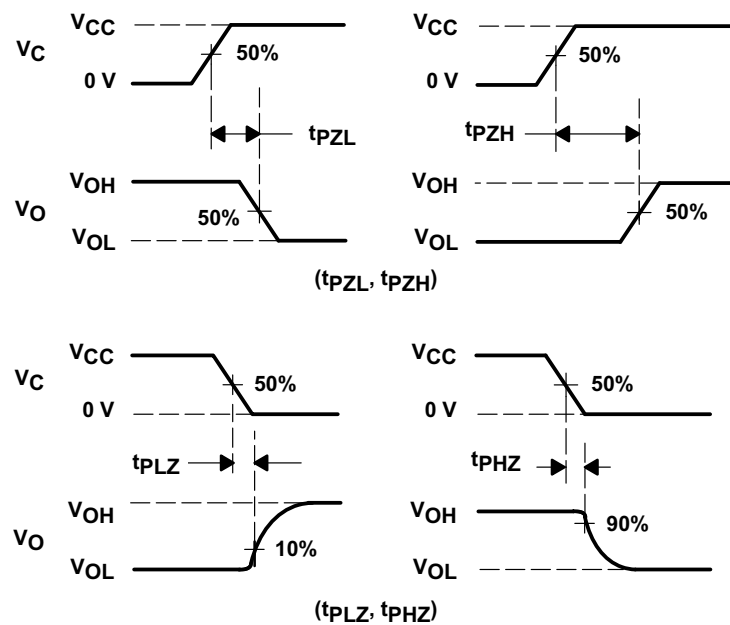 VCC
VC
50%
0 V
tPZL
VOH
VO
50%
VOL
VCC
50%
0 V
tPZH
VOH
50%
VOL
(tPZL, tPZH)
VCC
VC
50%
0 V
tPLZ
VOH
VO
10%
VOL
VCC
50%
0 V
tPHZ
VOH
90%
VOL
(tPLZ, tPHZ)